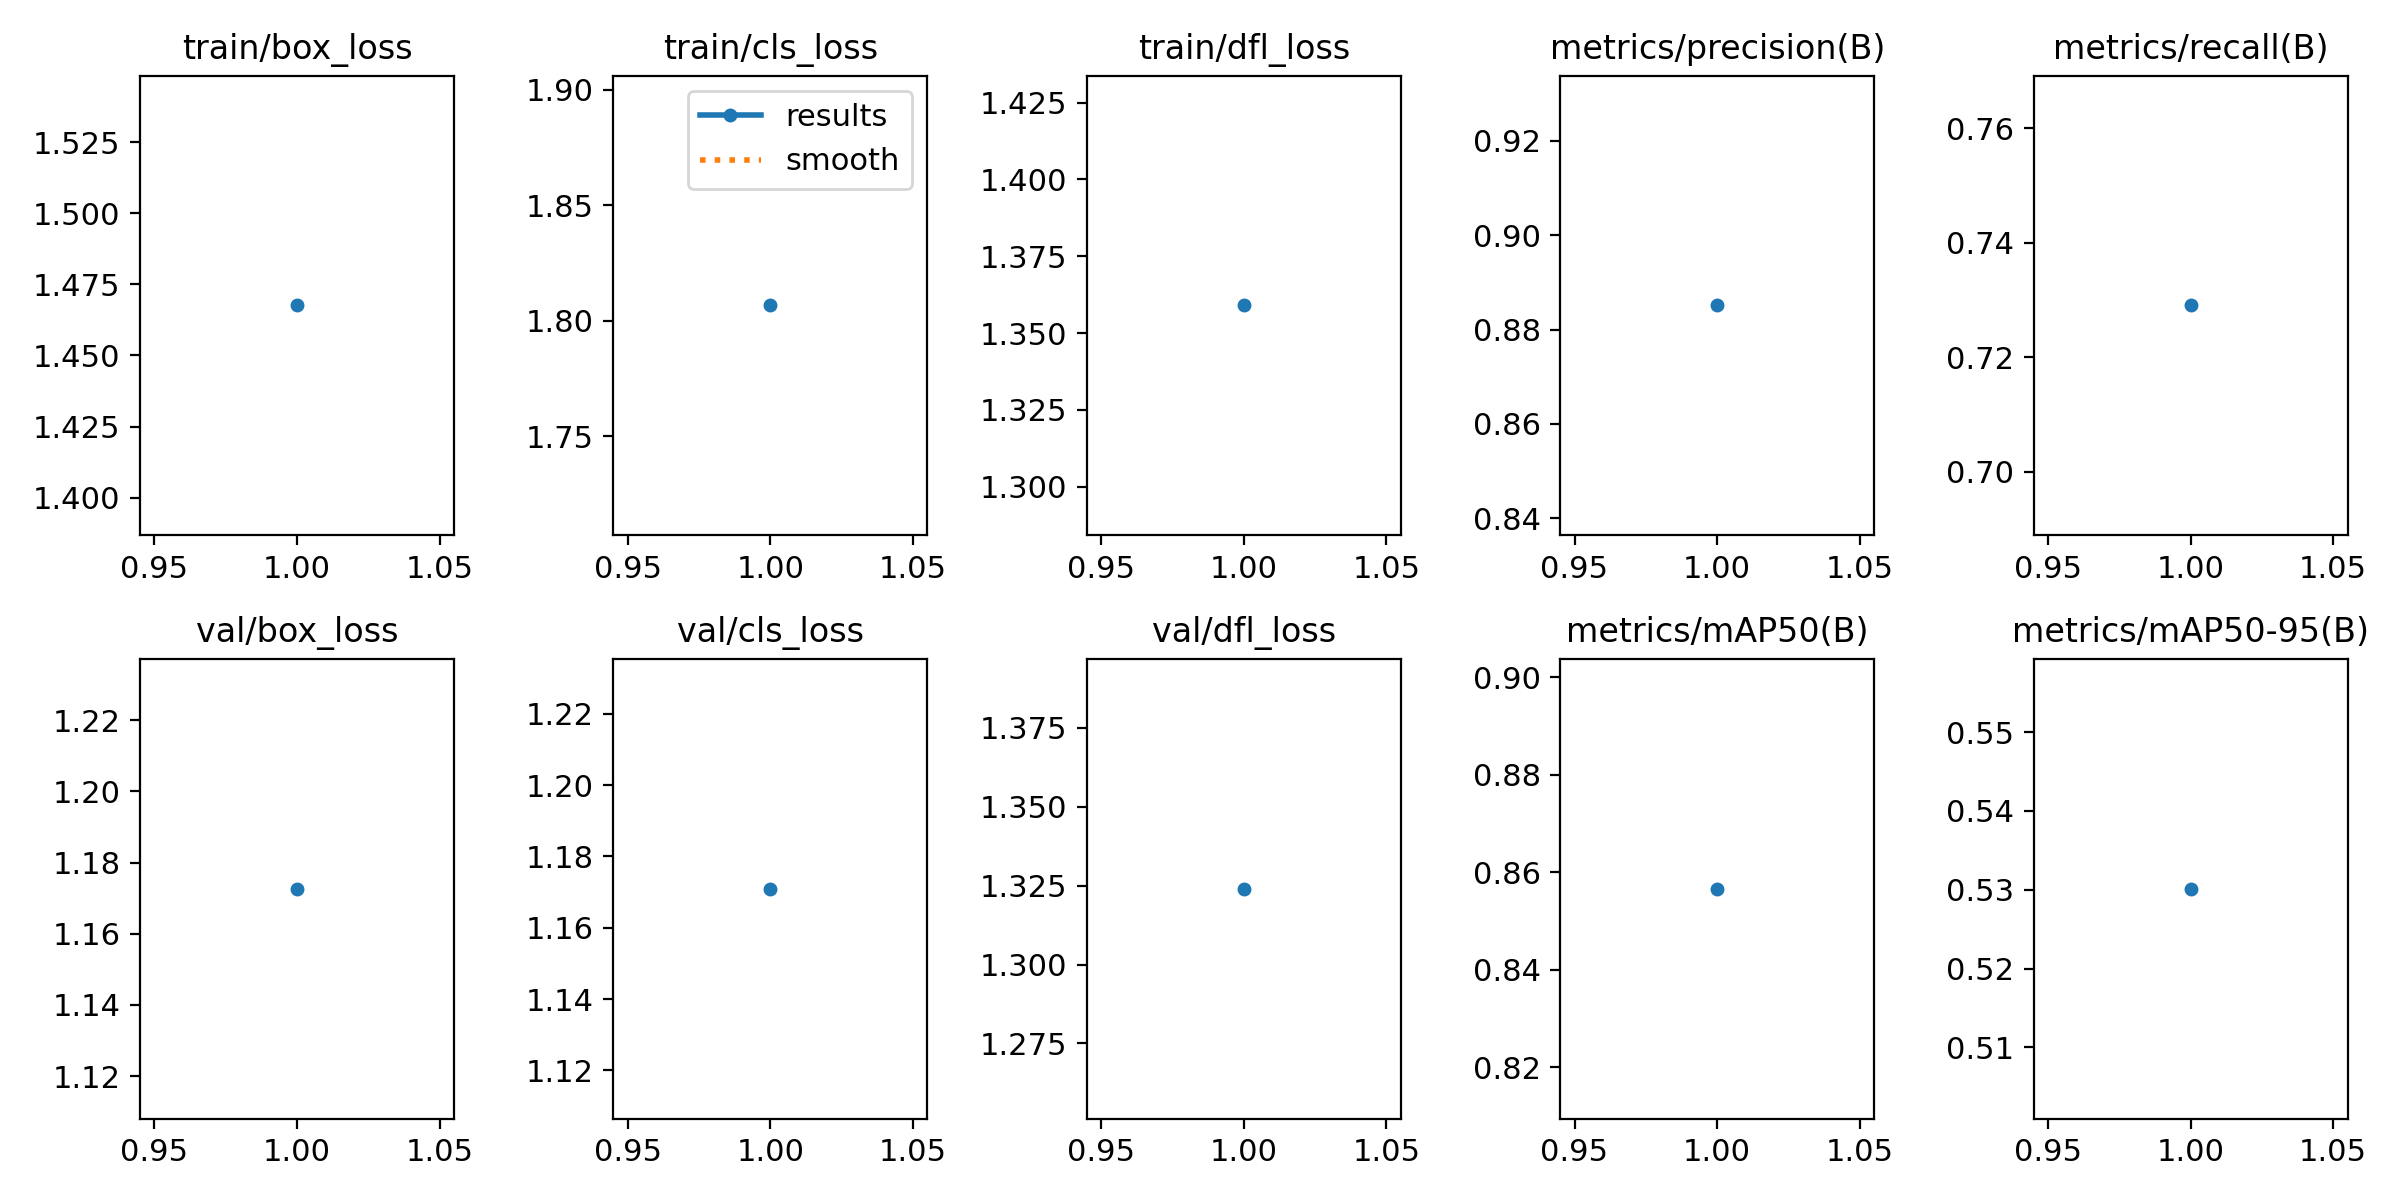 train/box_loss
1.525
1.500
1.475
1.450
1.425
1.400
0.95 1.00 1.05
train/cls_loss
results
smooth
1.90
1.85
1.80
1.75
0.95 1.00 1.05
train/dfl_loss
1.425
1.400
1.375
1.350
1.325
1.300
0.95 1.00 1.05
metrics/precision(B)
0.92
0.90
0.88
0.86
0.84
0.95 1.00 1.05
metrics/recall(B)
0.76
0.74
0.72
0.70
0.95 1.00 1.05
val/box_loss
1.22
1.20
1.18
1.16
1.14
1.12
0.95 1.00 1.05
val/cls_loss
1.22
1.20
1.18
1.16
1.14
1.12
0.95 1.00 1.05
val/dfl_loss
1.375
1.350
1.325
1.300
1.275
0.95 1.00 1.05
metrics/mAP50(B)
0.90
0.88
0.86
0.84
0.82
0.95 1.00 1.05
metrics/mAP50-95(B)
0.55
0.54
0.53
0.52
0.51
0.95 1.00 1.05